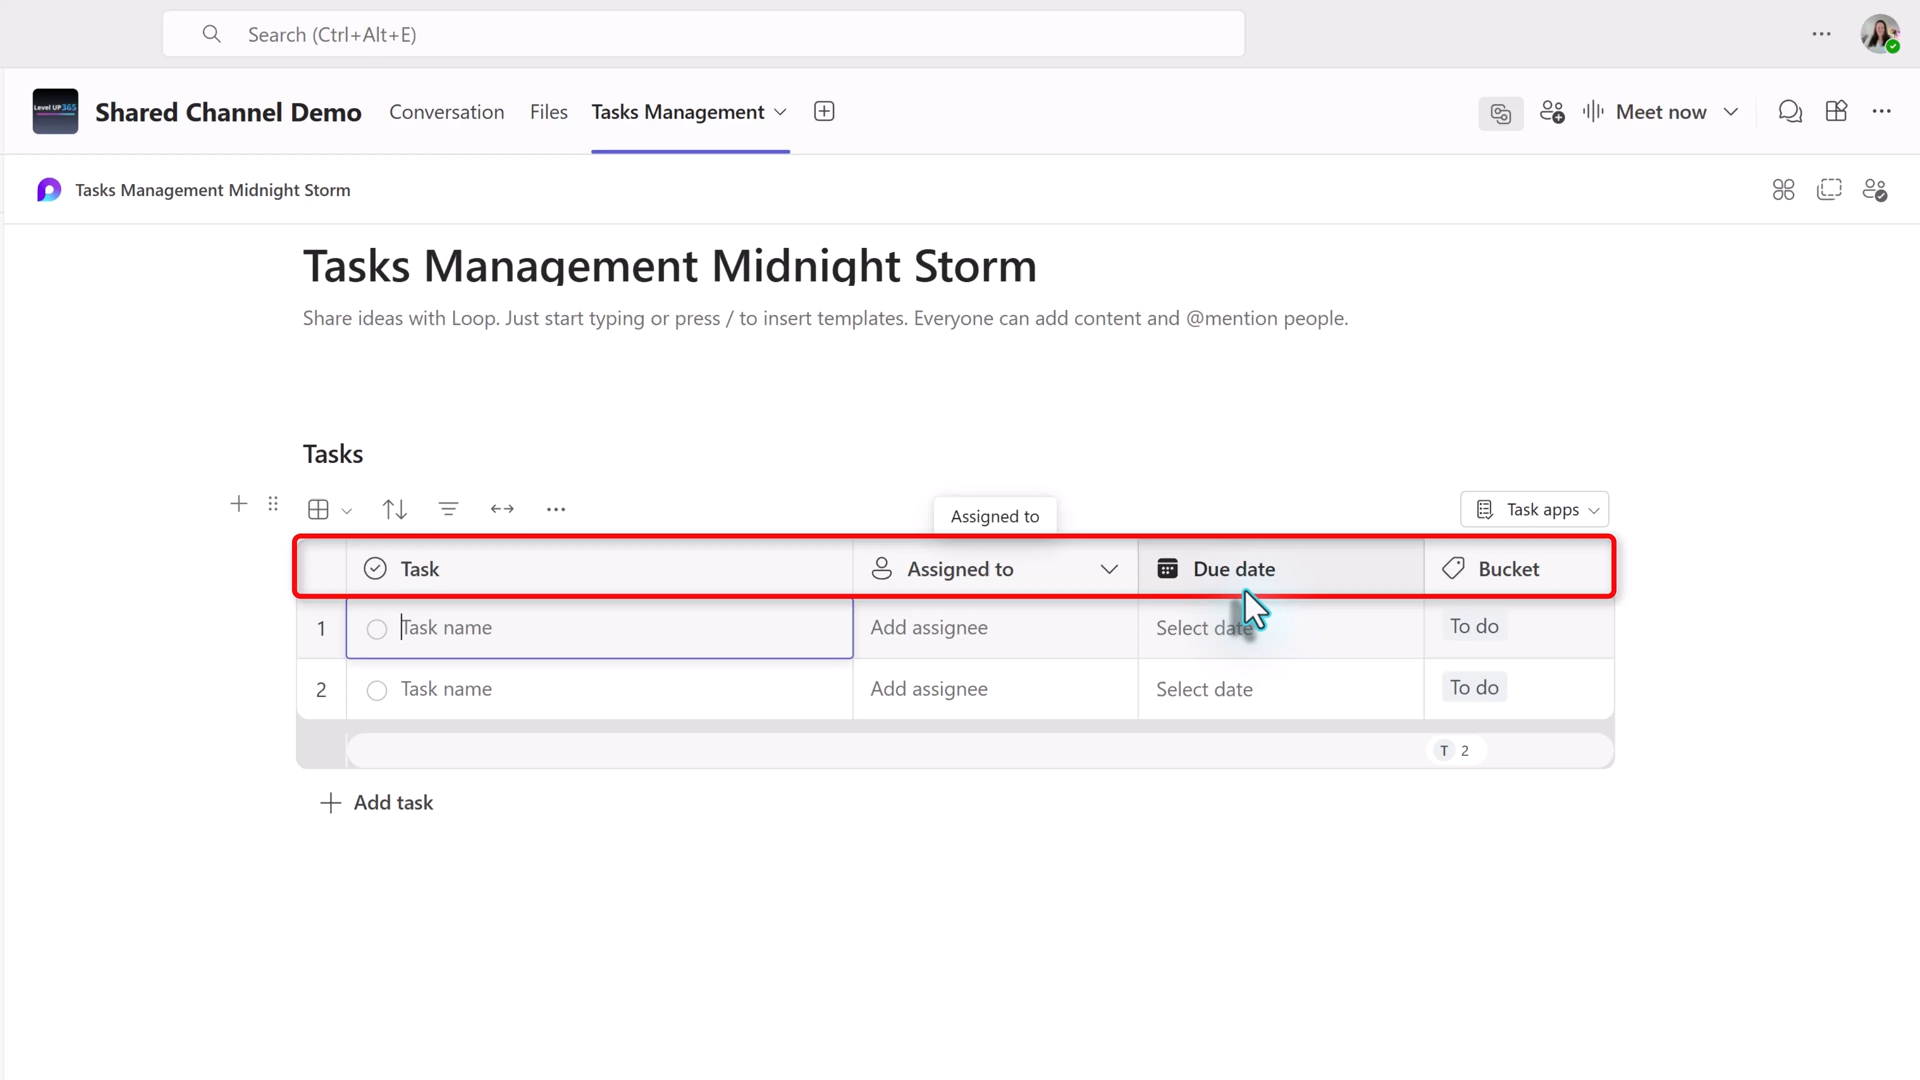 Search (Ctrl+Alt+E)
Level UP365
Shared Channel Demo
Conversation
Files
Tasks Management
Meet now
Tasks Management Midnight Storm
Tasks Management Midnight Storm
Share ideas with Loop. Just start typing or press / to insert templates. Everyone can add content and @mention people.
Tasks
Assigned to
Task apps
Task
Assigned to
Due date
Bucket
1
Task name
Add assignee
Select date
To do
2
Task name
Add assignee
Select date
To do
T 2
Add task